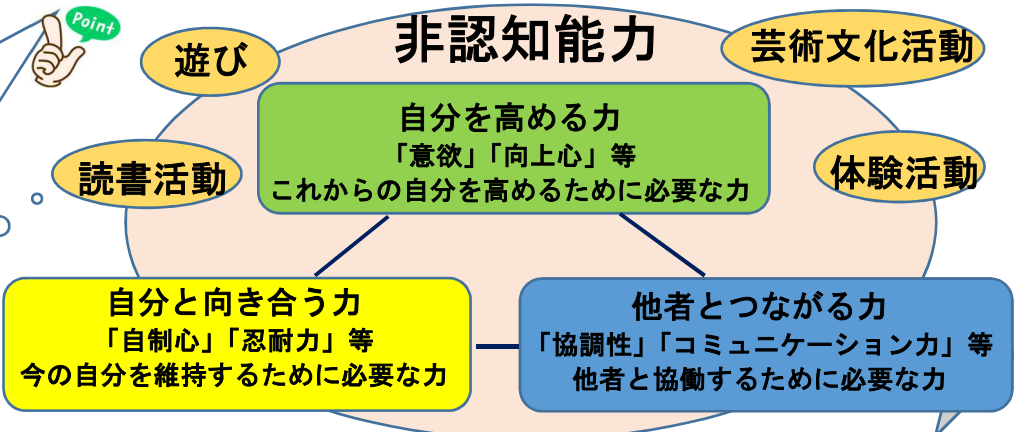 Point
非認知能力
遊び
芸術文化活動
読書活動
体験活動
自分を高める力
「意欲」「向上心」等
これからの自分を高めるために必要な力
自分と向き合う力
「自制心」「忍耐力」等
今の自分を維持するために必要な力
他者とつながる力
「協調性」「コミュニケーション力」等
他者と協働するために必要な力